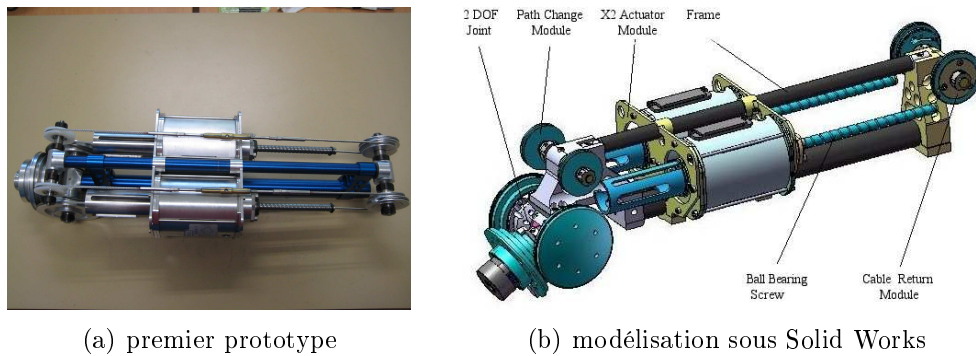 2 DOF Joint
Path Change Module
X2 Actuator Module
Frame
Ball Bearing Screw
Cable Return Module
(a) premier prototype
(b) modélisation sous Solid Works